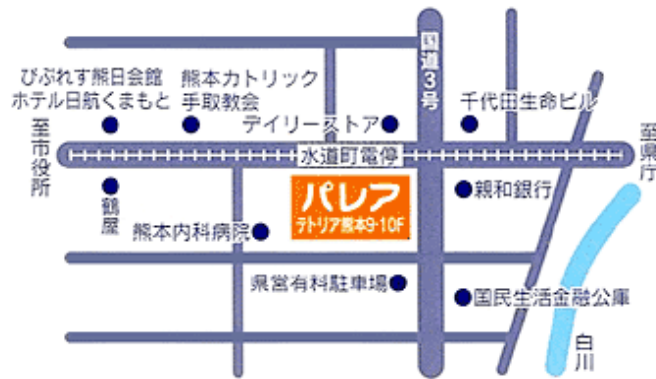 国道3号
びぷれす熊日会館
ホテル日航くまもと
熊本カトリック
手取教会
デイリーストア
千代田生命ビル
至市役所
水道町電停
至県庁
鶴屋
パレア
テトリア熊本9・10F
親和銀行
熊本内科病院
県営有料駐車場
国民生活金融公庫
白川